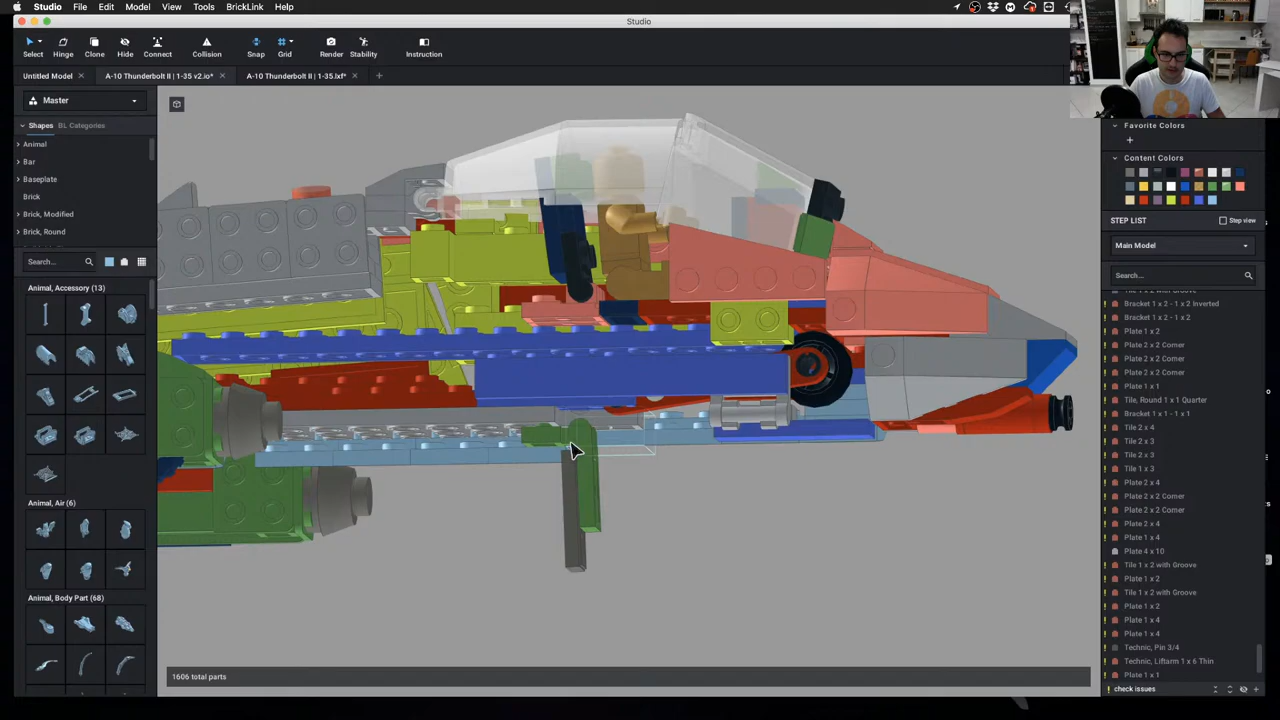 Studio File Edit Model View Tools BrickLink Window Help
Studio
Select Hinge Clone Hide Connect Collision Snap Grid Render Stability Instruction
Untitled Model A-10 Thunderbolt II | 1-35 v2.io* A-10 Thunderbolt II | 1-35.lxf*
Master
Shapes BL Categories
Animal
Bar
Baseplate
Brick
Brick, Modified
Brick, Round
Search...
Animal, Accessory (13)
Animal, Air (6)
Animal, Body Part (68)
1606 total parts
Favorite Colors
Content Colors
STEP LIST Step view
Main Model
Search...
Tile 1 x 2 with Groove
Bracket 1 x 2 - 1 x 2 Inverted
Bracket 1 x 2 - 1 x 2
Plate 1 x 2
Plate 2 x 2 Corner
Plate 2 x 2 Corner
Plate 2 x 2 Corner
Plate 1 x 1
Tile, Round 1 x 1 Quarter
Bracket 1 x 1 - 1 x 1
Tile 2 x 4
Tile 2 x 3
Tile 2 x 3
Tile 1 x 3
Plate 2 x 4
Plate 2 x 2 Corner
Plate 2 x 2 Corner
Plate 2 x 4
Plate 1 x 4
Plate 4 x 10
Tile 1 x 2 with Groove
Plate 1 x 2
Tile 1 x 2 with Groove
Plate 1 x 2
Plate 1 x 4
Plate 1 x 4
Technic, Pin 3/4
Technic, Liftarm 1 x 6 Thin
Plate 1 x 1
check issues